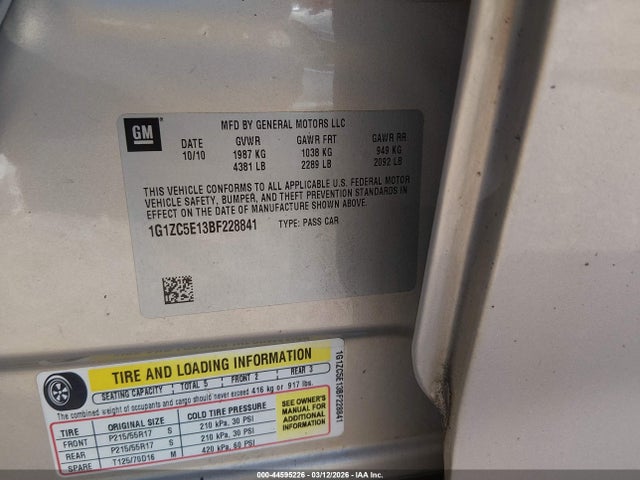 GM
MFD BY GENERAL MOTORS LLC
DATE GVWR GAWR FRT GAWR RR
10/10 1987 KG 1038 KG 949 KG
4381 LB 2289 LB 2092 LB
THIS VEHICLE CONFORMS TO ALL APPLICABLE U.S. FEDERAL MOTOR
VEHICLE SAFETY, BUMPER, AND THEFT PREVENTION STANDARDS IN
EFFECT ON THE DATE OF MANUFACTURE SHOWN ABOVE.
1G1ZC5E13BF228841 TYPE: PASS CAR
TIRE AND LOADING INFORMATION
SEATING CAPACITY : TOTAL 5 : FRONT 2 : REAR 3
The combined weight of occupants and cargo should never exceed 416 kg or 917 lbs.
TIRE ORIGINAL SIZE COLD TIRE PRESSURE
FRONT P215/55R17 S 210 kPa, 30 PSI
REAR P215/55R17 S 210 kPa, 30 PSI
SPARE T125/70D16 M 420 kPa, 60 PSI
SEE OWNER'S
MANUAL FOR
ADDITIONAL
INFORMATION
1G1ZC5E13BF228841
000-44595226 - 03/12/2026 - IAA Inc.